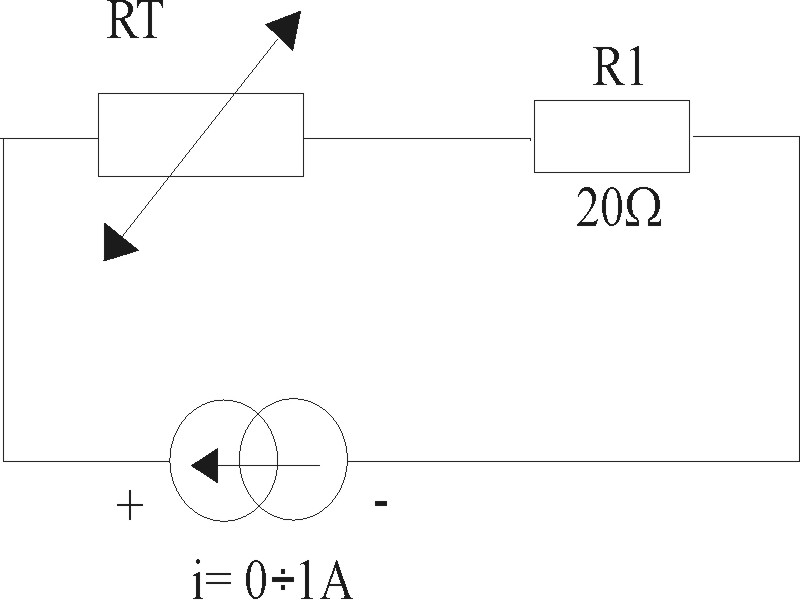 RT
R1
20Ω
+ -
i= 0÷1A